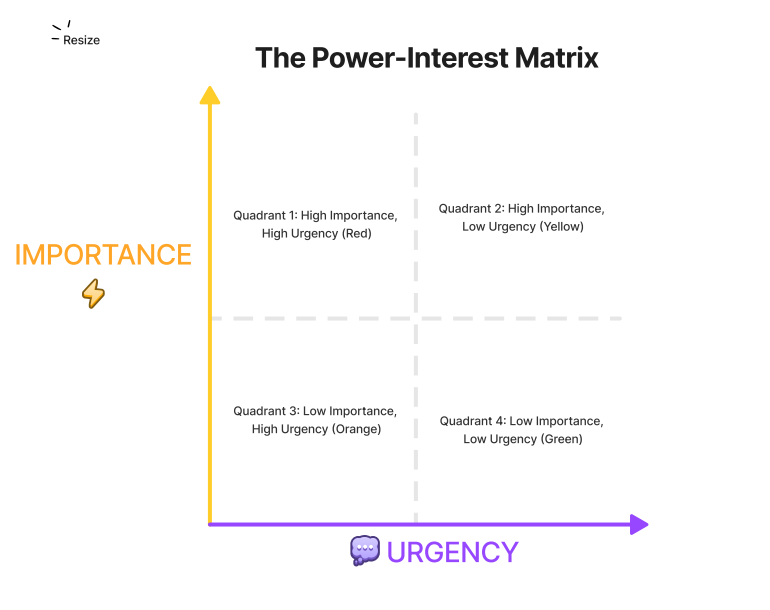 Resize
The Power-Interest Matrix
Quadrant 1: High Importance,
High Urgency (Red)
Quadrant 2: High Importance,
Low Urgency (Yellow)
IMPORTANCE
Quadrant 3: Low Importance,
High Urgency (Orange)
Quadrant 4: Low Importance,
Low Urgency (Green)
URGENCY